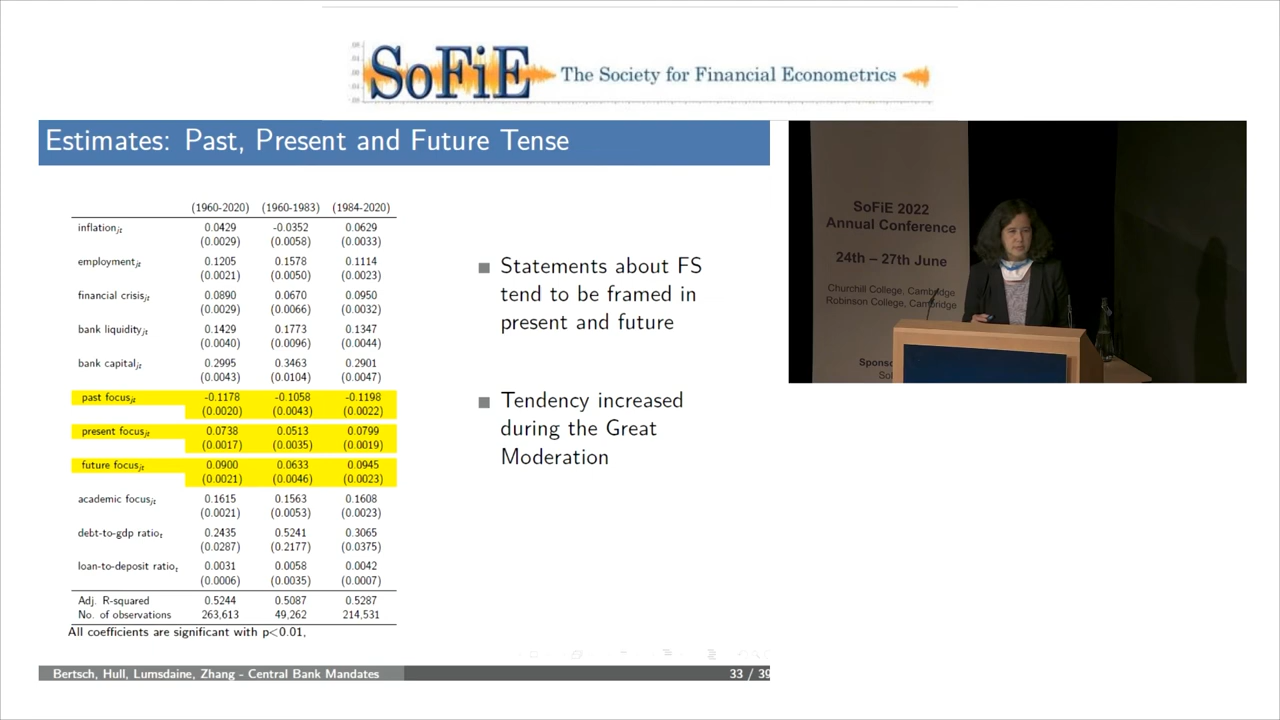 SoFiE The Society for Financial Econometrics
Estimates: Past, Present and Future Tense
(1960-2020) (1960-1983) (1984-2020)
inflation_jt 0.0429 -0.0352 0.0629
(0.0029) (0.0058) (0.0033)
employment_jt 0.1205 0.1578 0.1114
(0.0021) (0.0050) (0.0023)
financial crisis_jt 0.0890 0.0670 0.0950
(0.0029) (0.0066) (0.0032)
bank liquidity_jt 0.1429 0.1773 0.1347
(0.0040) (0.0096) (0.0044)
bank capital_jt 0.2995 0.3463 0.2901
(0.0043) (0.0104) (0.0047)
past focus_jt -0.1178 -0.1058 -0.1198
(0.0020) (0.0043) (0.0022)
present focus_jt 0.0738 0.0513 0.0799
(0.0017) (0.0035) (0.0019)
future focus_jt 0.0900 0.0633 0.0945
(0.0021) (0.0046) (0.0023)
academic focus_jt 0.1615 0.1563 0.1608
(0.0021) (0.0053) (0.0023)
debt-to-gdp ratio_t 0.2435 0.5241 0.3065
(0.0287) (0.2177) (0.0375)
loan-to-deposit ratio_t 0.0031 0.0058 0.0042
(0.0006) (0.0035) (0.0007)
Adj. R-squared 0.5244 0.5087 0.5287
No. of observations 263,613 49,262 214,531
All coefficients are significant with p<0.01,
Statements about FS
tend to be framed in
present and future
Tendency increased
during the Great
Moderation
Bertsch, Hull, Lumsdaine, Zhang - Central Bank Mandates 33 / 39
SoFiE 2022
Annual Conference
24th – 27th June
Churchill College, Cambridge
Robinson College, Cambridge
Spons